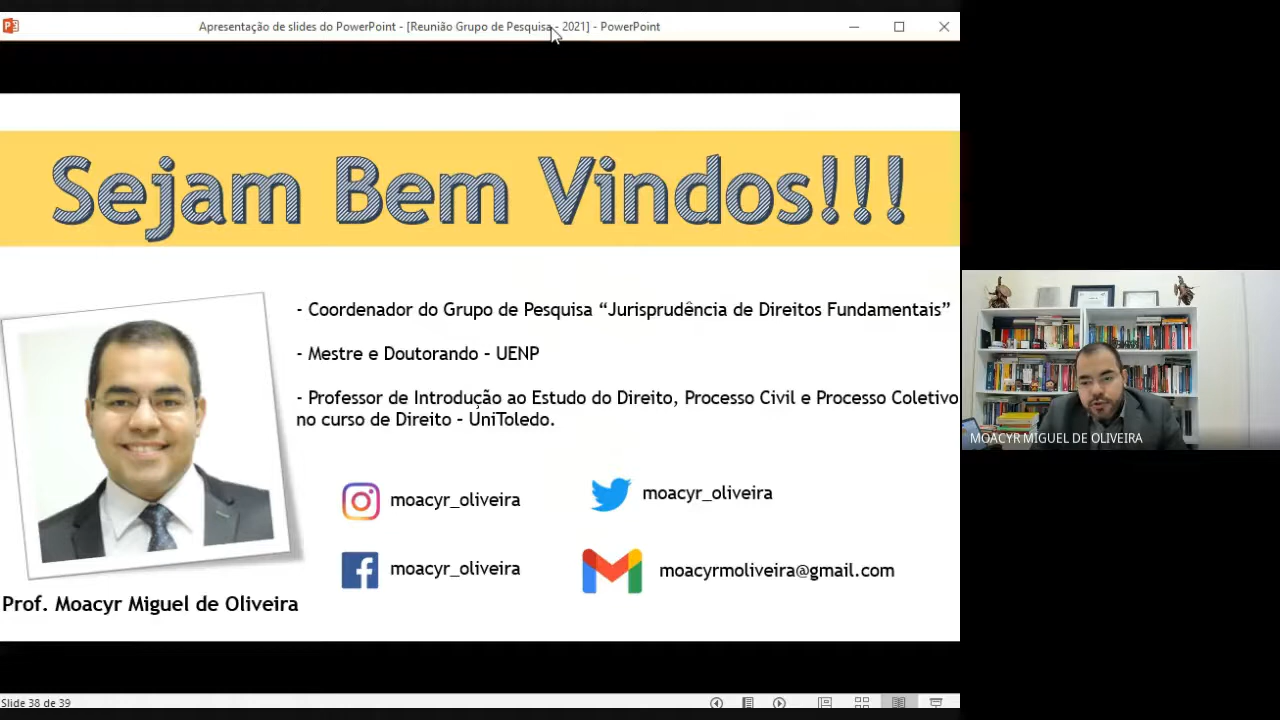 Apresentação de slides do PowerPoint - [Reunião Grupo de Pesquisa - 2021] - PowerPoint
Sejam Bem Vindos!!!
- Coordenador do Grupo de Pesquisa “Jurisprudência de Direitos Fundamentais”
- Mestre e Doutorando - UENP
- Professor de Introdução ao Estudo do Direito, Processo Civil e Processo Coletivo
no curso de Direito - UniToledo.
moacyr_oliveira
moacyr_oliveira
moacyr_oliveira
moacyrmoliveira@gmail.com
Prof. Moacyr Miguel de Oliveira
MOACYR MIGUEL DE OLIVEIRA
Slide 38 de 39